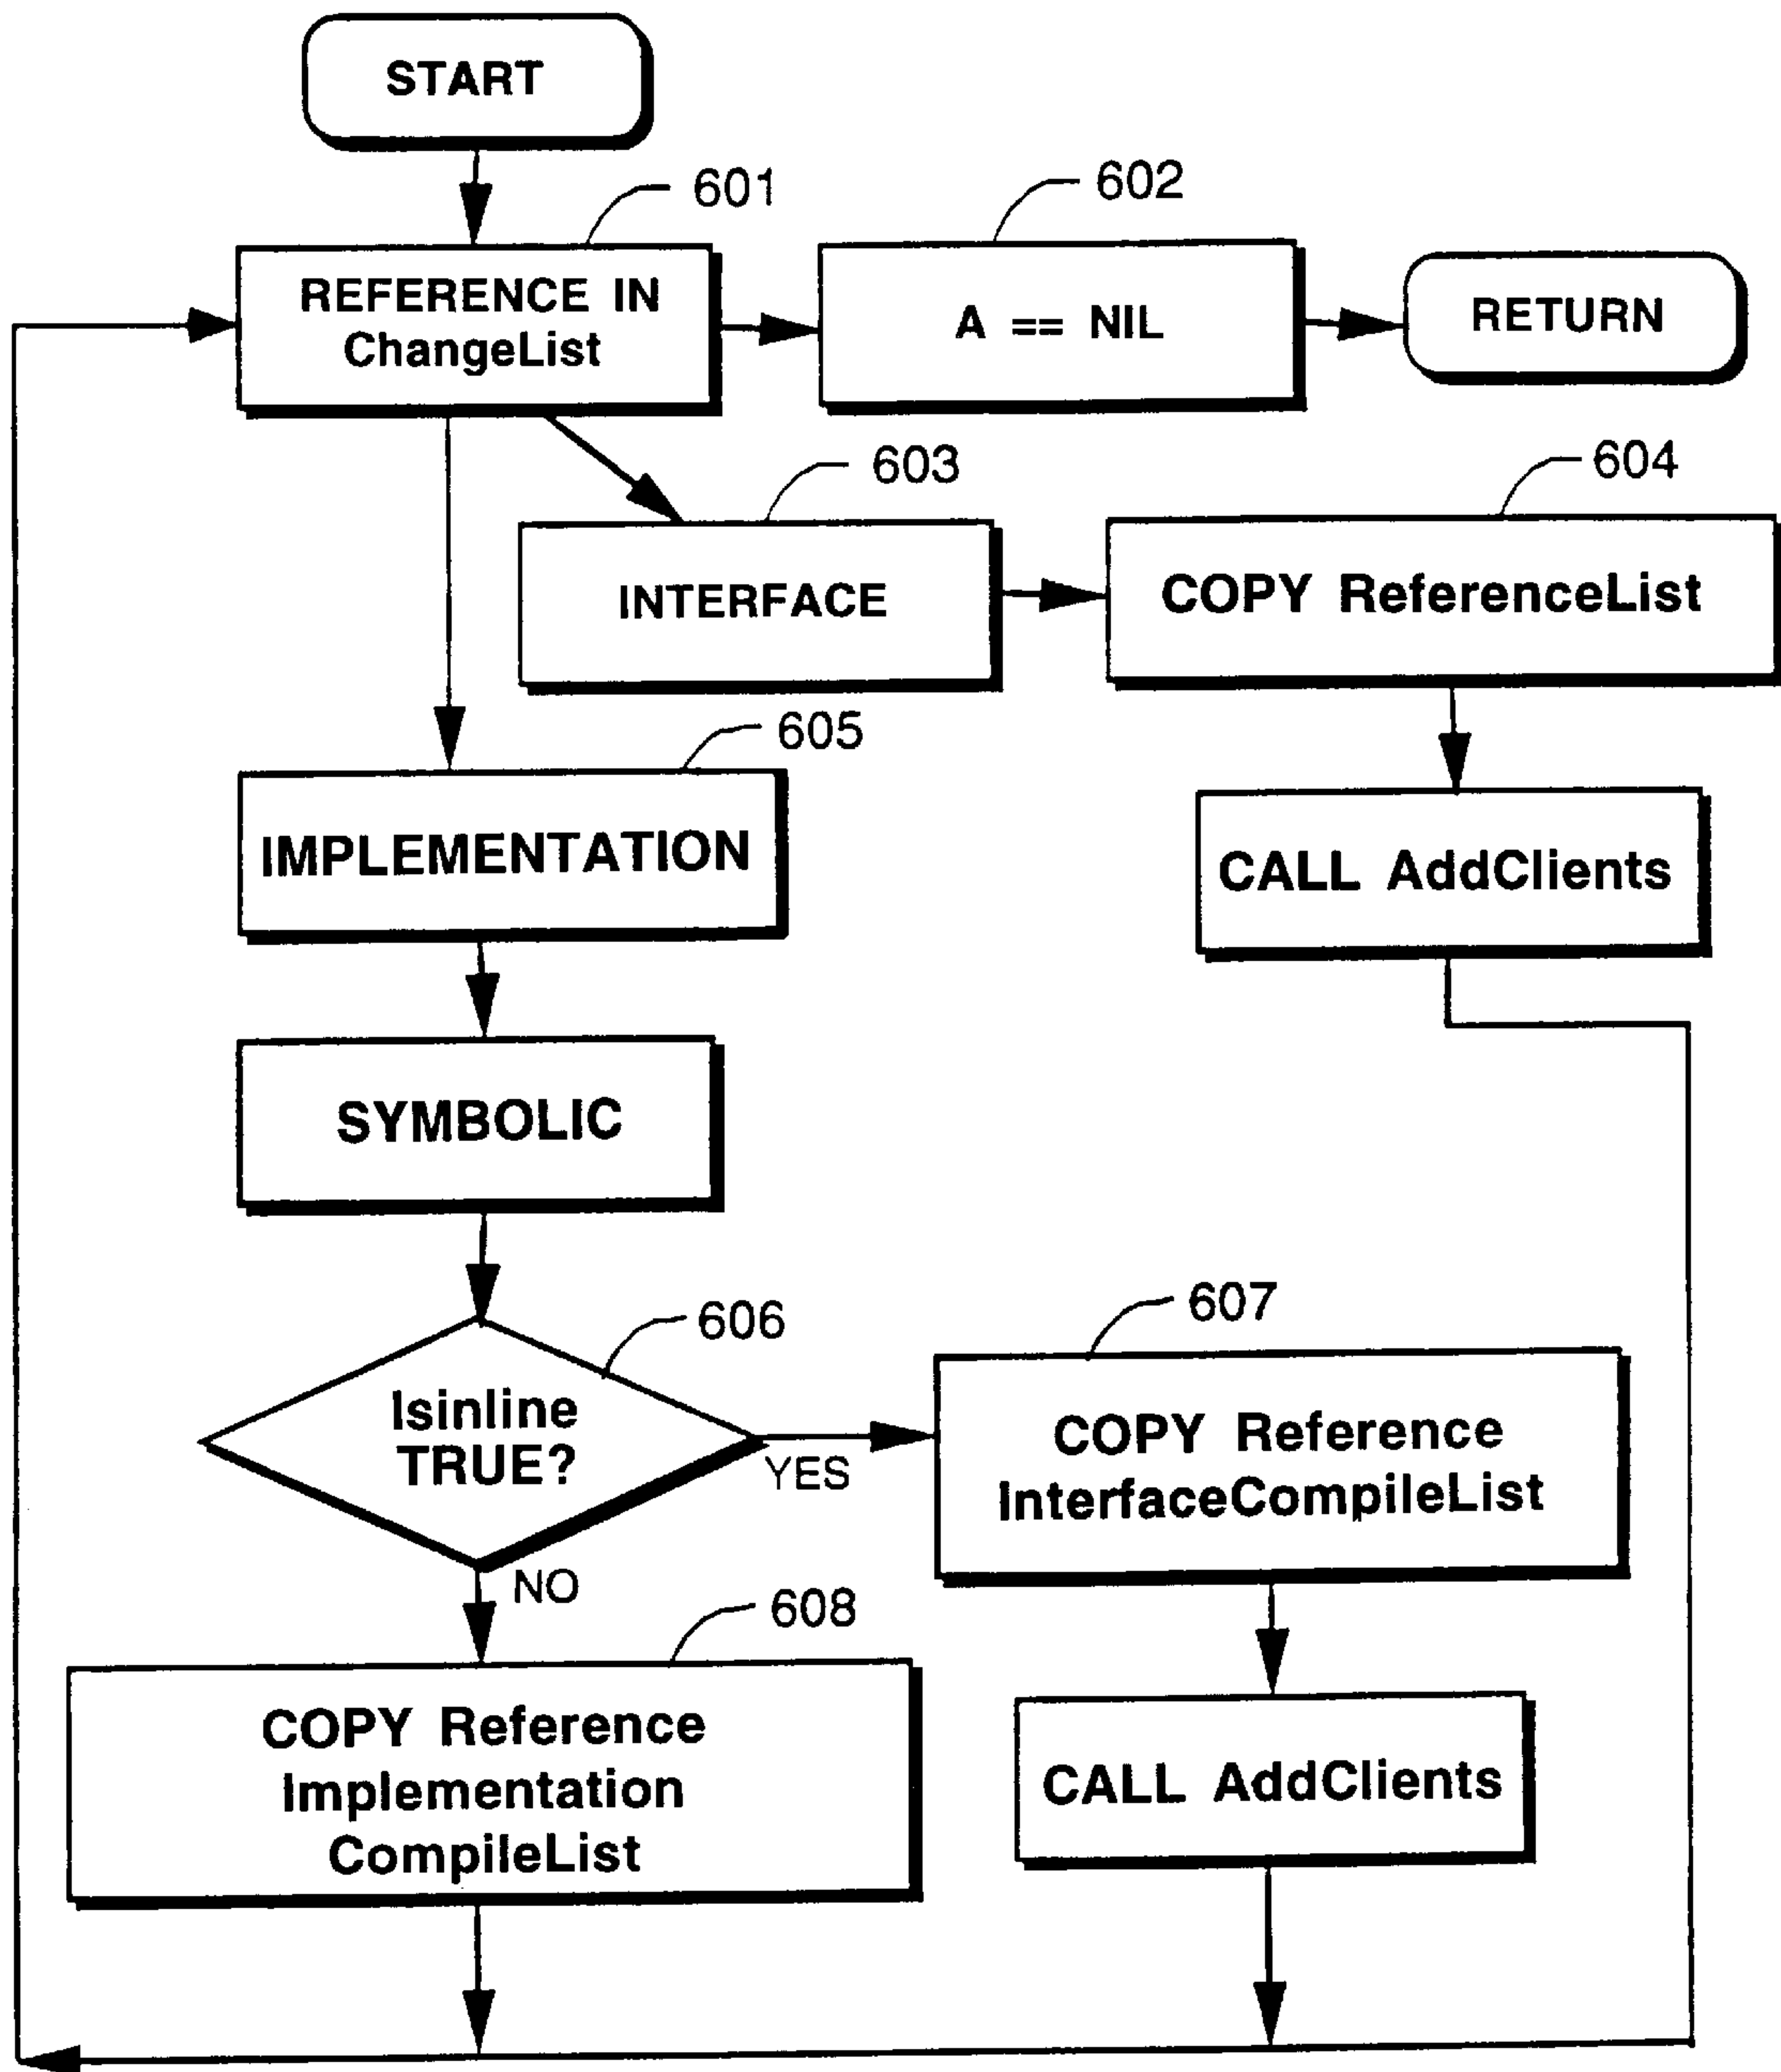 START
601
602
REFERENCE IN
ChangeList
A == NIL
RETURN
603
604
INTERFACE
COPY ReferenceList
605
IMPLEMENTATION
CALL AddClients
SYMBOLIC
606
607
Isinline
TRUE?
YES
COPY Reference
InterfaceCompileList
NO
608
COPY Reference
Implementation
CompileList
CALL AddClients